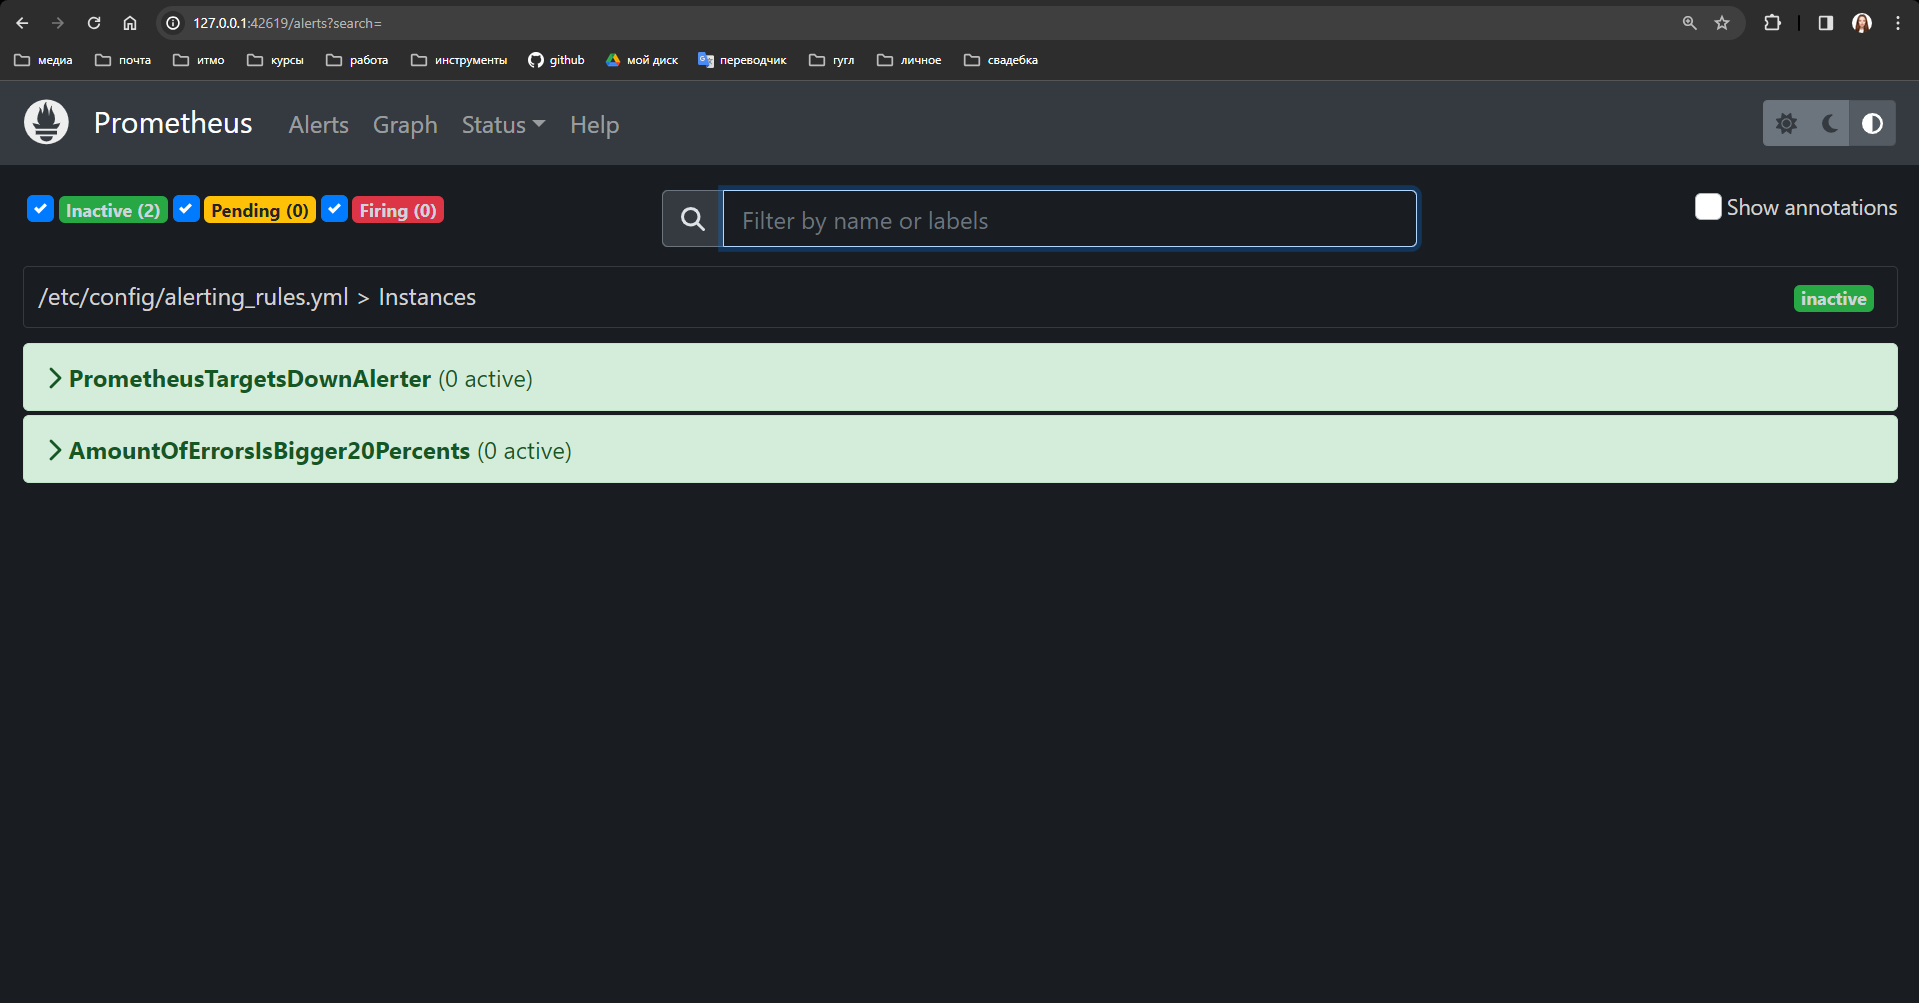 127.0.0.1:42619/alerts?search=
медиа почта итмо курсы работа инструменты github мой диск переводчик гугл личное свадебка
Prometheus Alerts Graph Status Help
Inactive (2) Pending (0) Firing (0) Filter by name or labels Show annotations
/etc/config/alerting_rules.yml > Instances inactive
PrometheusTargetsDownAlerter (0 active)
AmountOfErrorsIsBigger20Percents (0 active)